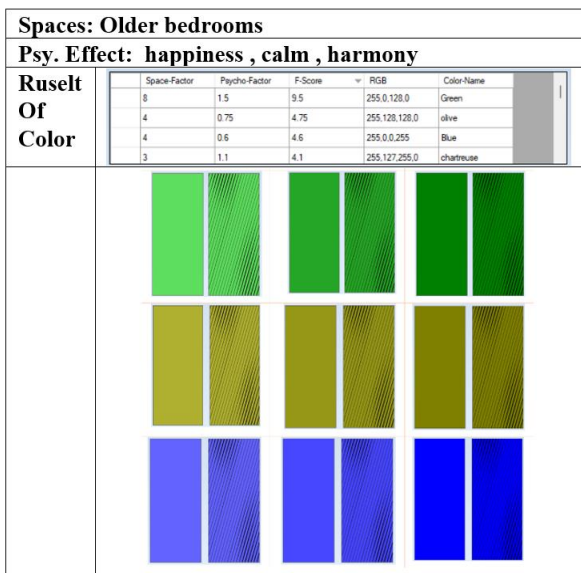 Spaces: Older bedrooms
Psy. Effect: happiness , calm , harmony
Ruselt
Of
Color
Space-Factor Psycho-Factor F-Score RGB Color-Name
8 1.5 9.5 255,0,128,0 Green
4 0.75 4.75 255,128,128,0 olive
4 0.6 4.6 255,0,0,255 Blue
3 1.1 4.1 255,127,255,0 chartreuse